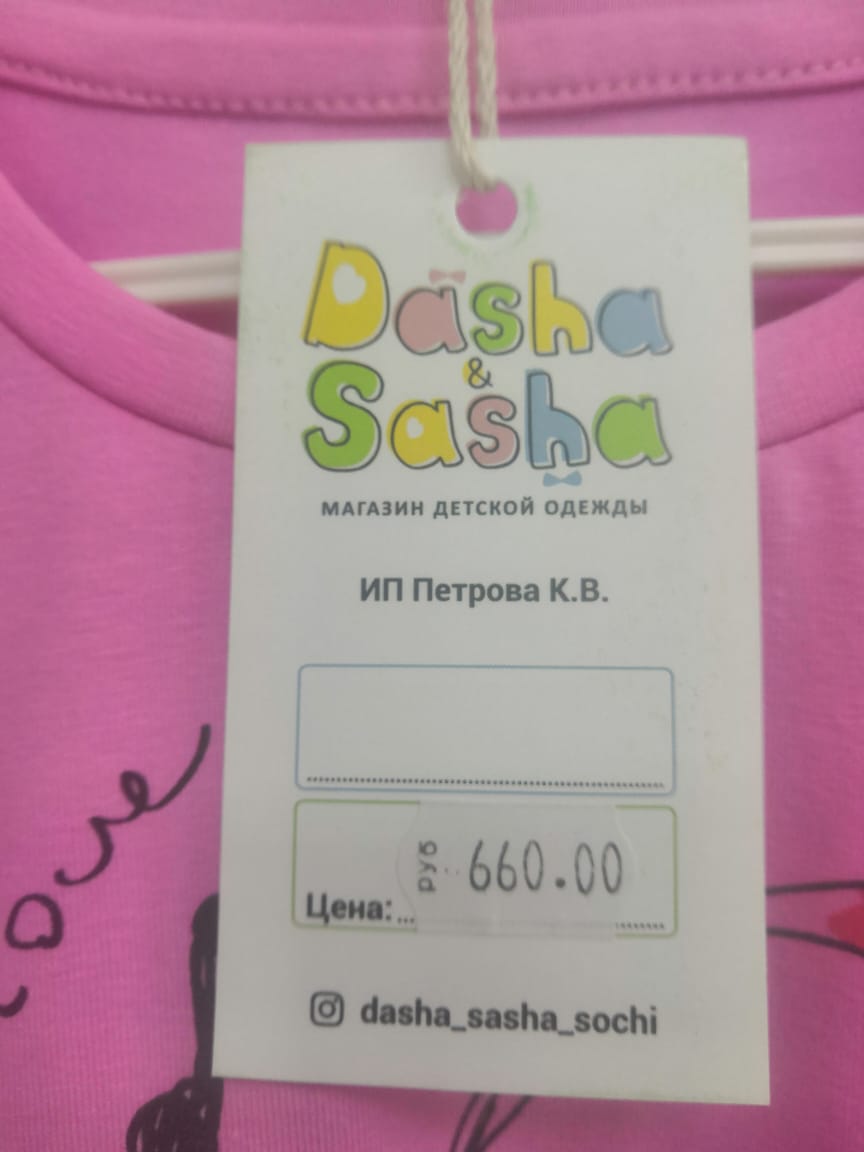 Dasha
&
Sasha
МАГАЗИН ДЕТСКОЙ ОДЕЖДЫ
ИП Петрова К.В.
руб 660.00
Цена:
dasha_sasha_sochi